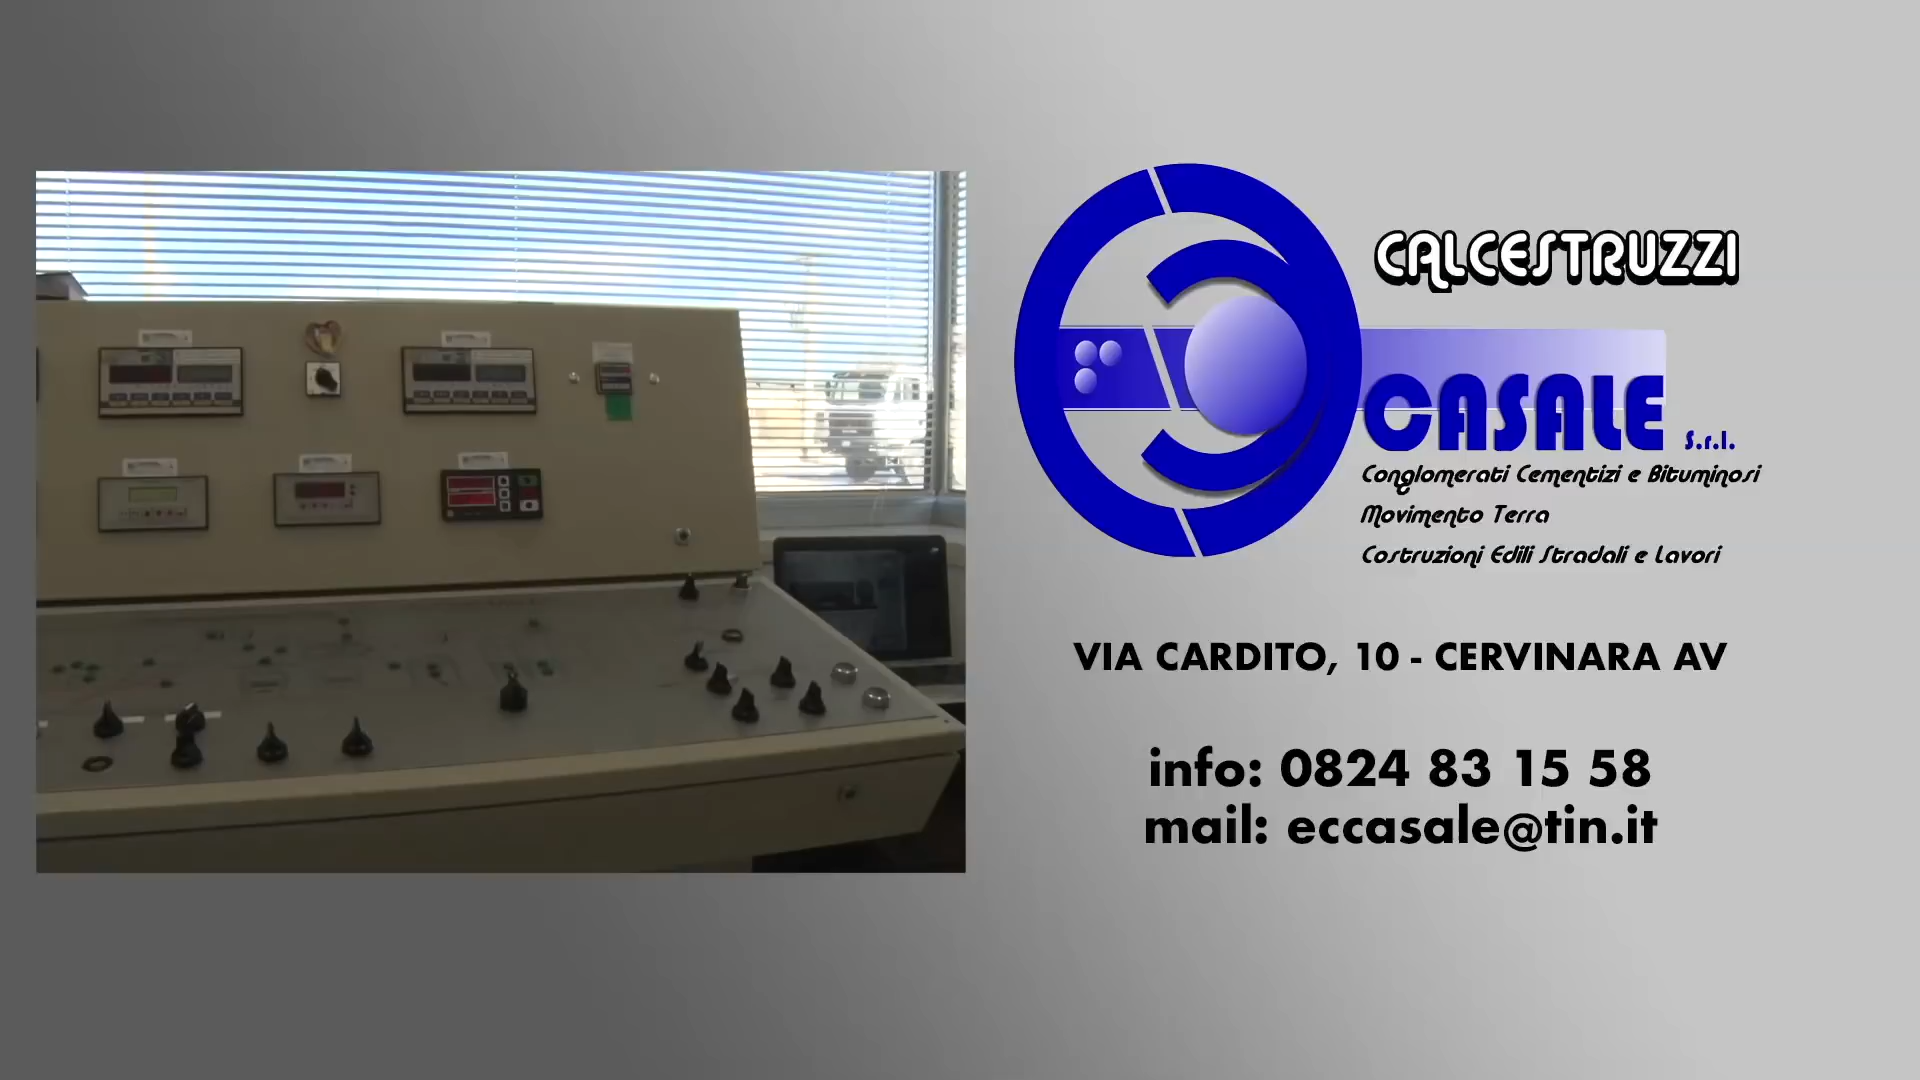 CALCESTRUZZI
CASALE S.r.l.
Conglomerati Cementizi e Bituminosi
Movimento Terra
Costruzioni Edili Stradali e Lavori
VIA CARDITO, 10 - CERVINARA AV
info: 0824 83 15 58
mail: eccasale@tin.it